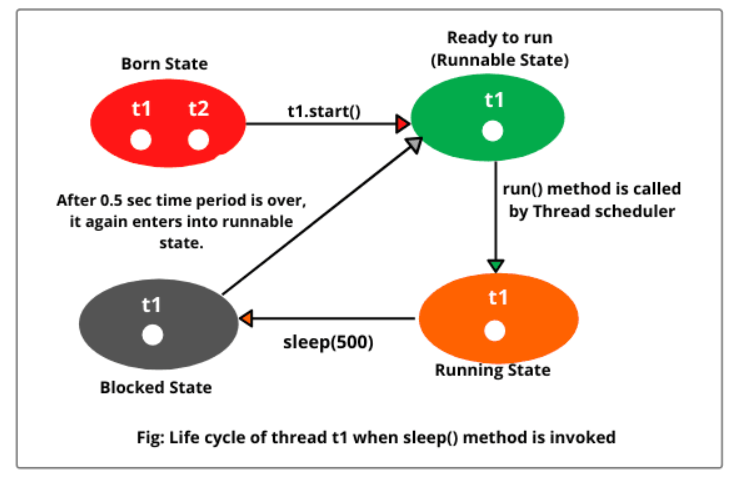 Born State
t1 t2
t1.start()
Ready to run
(Runnable State)
t1
run() method is called
by Thread scheduler
After 0.5 sec time period is over,
it again enters into runnable
state.
t1
Running State
sleep(500)
t1
Blocked State
Fig: Life cycle of thread t1 when sleep() method is invoked